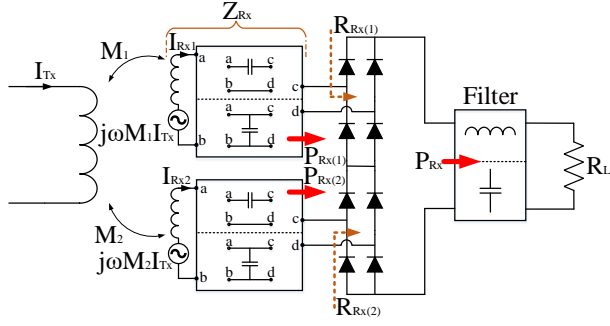 Z_Rx
M_1
I_Rx1
R_Rx(1)
a
a c
I_Tx
b d
c
Filter
a c
d
jωM_1I_Tx
b d
b
P_Rx(1)
P_Rx
R_L
I_Rx2
P_Rx(2)
a
a c
b d
c
M_2
a c
d
b d
b
jωM_2I_Tx
R_Rx(2)